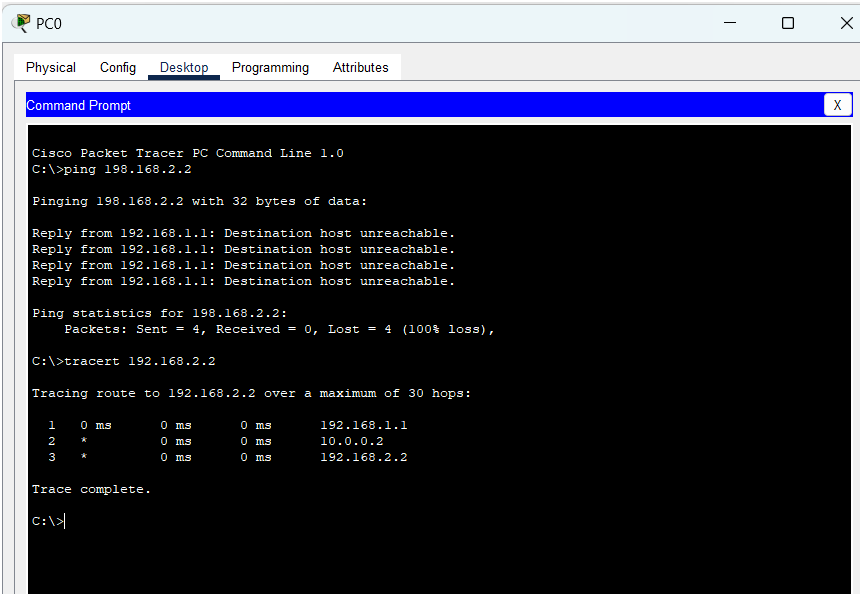 PC0
Physical Config Desktop Programming Attributes
Command Prompt X
Cisco Packet Tracer PC Command Line 1.0
C:\>ping 198.168.2.2
Pinging 198.168.2.2 with 32 bytes of data:
Reply from 192.168.1.1: Destination host unreachable.
Reply from 192.168.1.1: Destination host unreachable.
Reply from 192.168.1.1: Destination host unreachable.
Reply from 192.168.1.1: Destination host unreachable.
Ping statistics for 198.168.2.2:
Packets: Sent = 4, Received = 0, Lost = 4 (100% loss),
C:\>tracert 192.168.2.2
Tracing route to 192.168.2.2 over a maximum of 30 hops:
1 0 ms 0 ms 0 ms 192.168.1.1
2 * 0 ms 0 ms 10.0.0.2
3 * 0 ms 0 ms 192.168.2.2
Trace complete.
C:\>